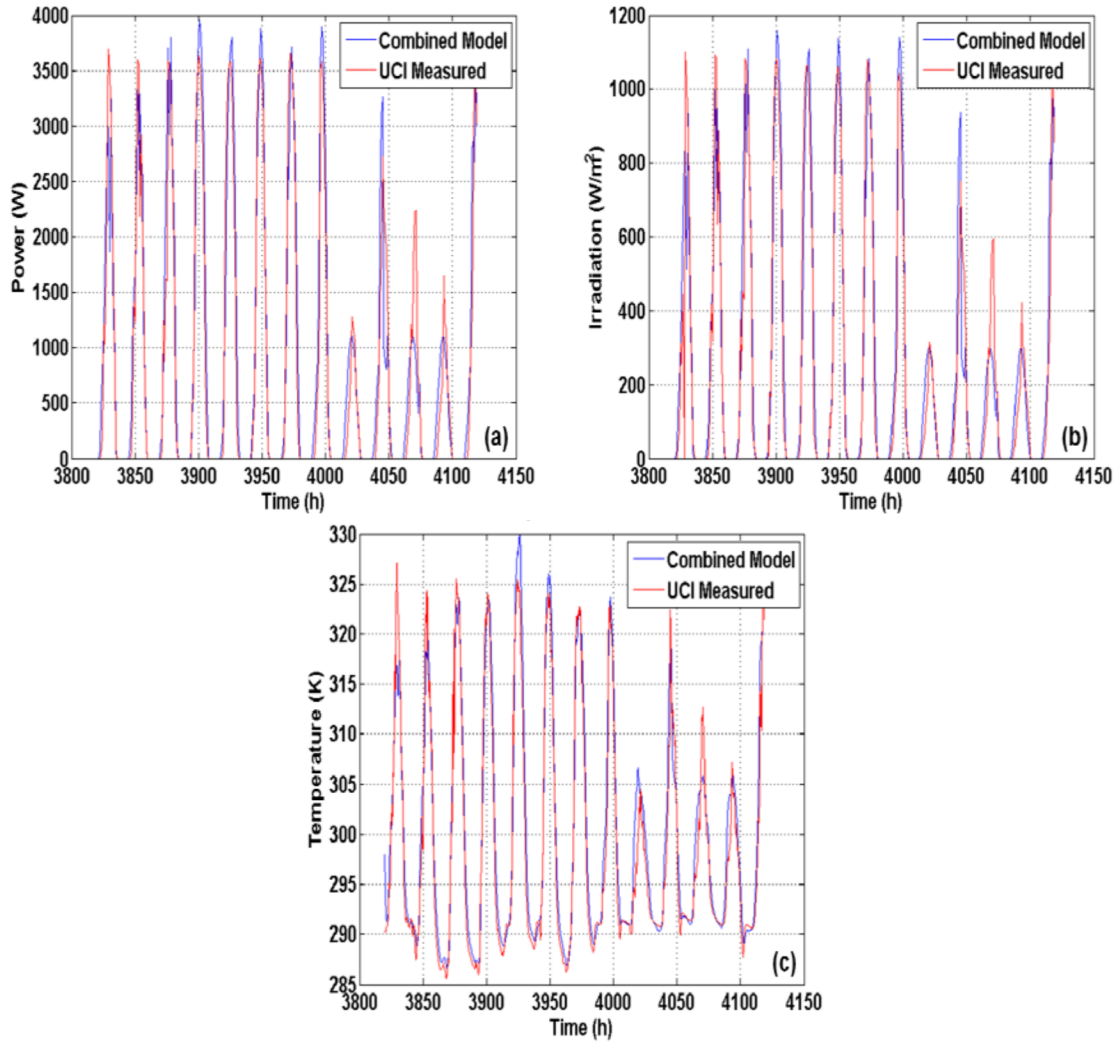 4000
3500
3000
2500
2000
1500
1000
500
0
Power (W)
3800 3850 3900 3950 4000 4050 4100 4150
Time (h)
Combined Model
UCI Measured
(a)
1200
1000
800
600
400
200
0
Irradiation (W/m²)
3800 3850 3900 3950 4000 4050 4100 4150
Time (h)
Combined Model
UCI Measured
(b)
330
325
320
315
310
305
300
295
290
285
Temperature (K)
3800 3850 3900 3950 4000 4050 4100 4150
Time (h)
Combined Model
UCI Measured
(c)